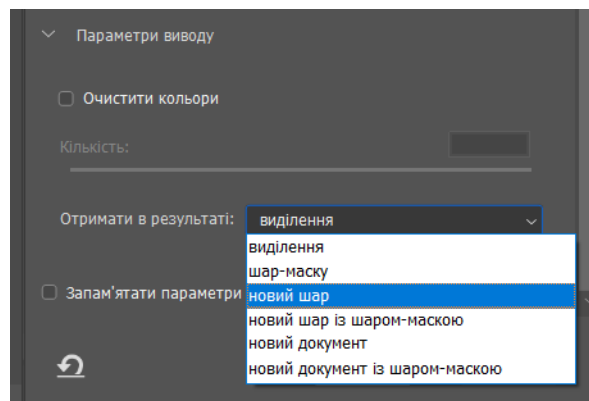 Параметри виводу
Очистити кольори
Кількість:
Отримати в результаті: виділення
виділення
шар-маску
Запам'ятати параметри новий шар
новий шар із шаром-маскою
новий документ
новий документ із шаром-маскою